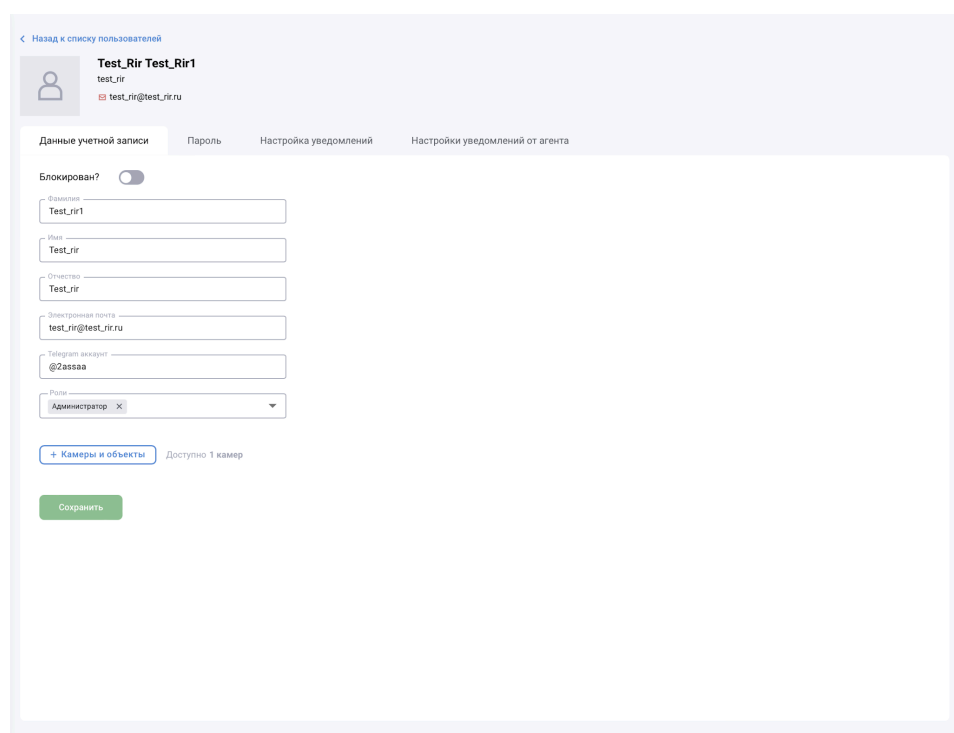 Назад к списку пользователей
Test_Rir Test_Rir1
test_rir
test_rir@test_rir.ru
Данные учетной записи Пароль Настройка уведомлений Настройки уведомлений от агента
Блокирован?
Фамилия
Test_rir1
Имя
Test_rir
Отчество
Test_rir
Электронная почта
test_rir@test_rir.ru
Telegram аккаунт
@2assaa
Роли
Администратор ×
+ Камеры и объекты Доступно 1 камер
Сохранить